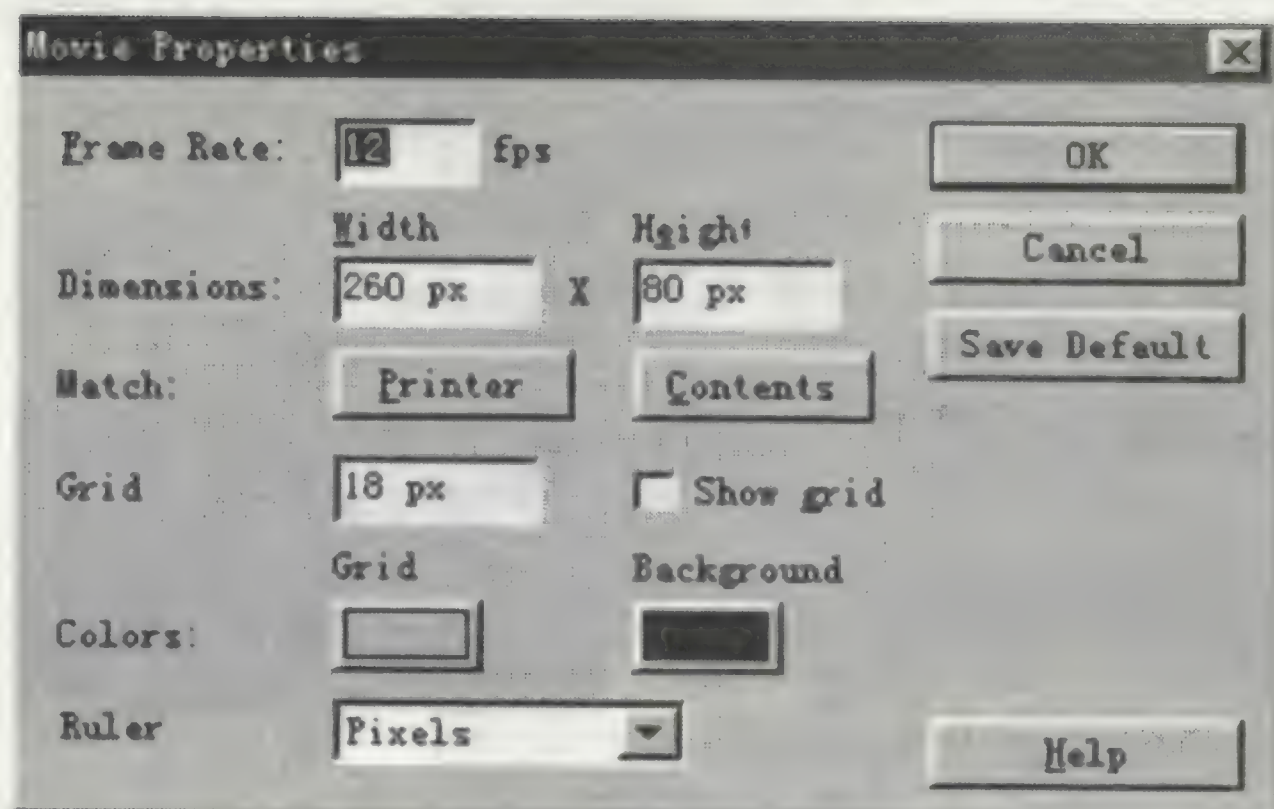 Movie Properties
Frame Rate: 12 fps
Width Height
Dimensions: 260 px X 80 px
Match: Printer Contents
Grid 18 px Show grid
Grid Background
Colors:
Ruler Pixels
OK
Cancel
Save Default
Help